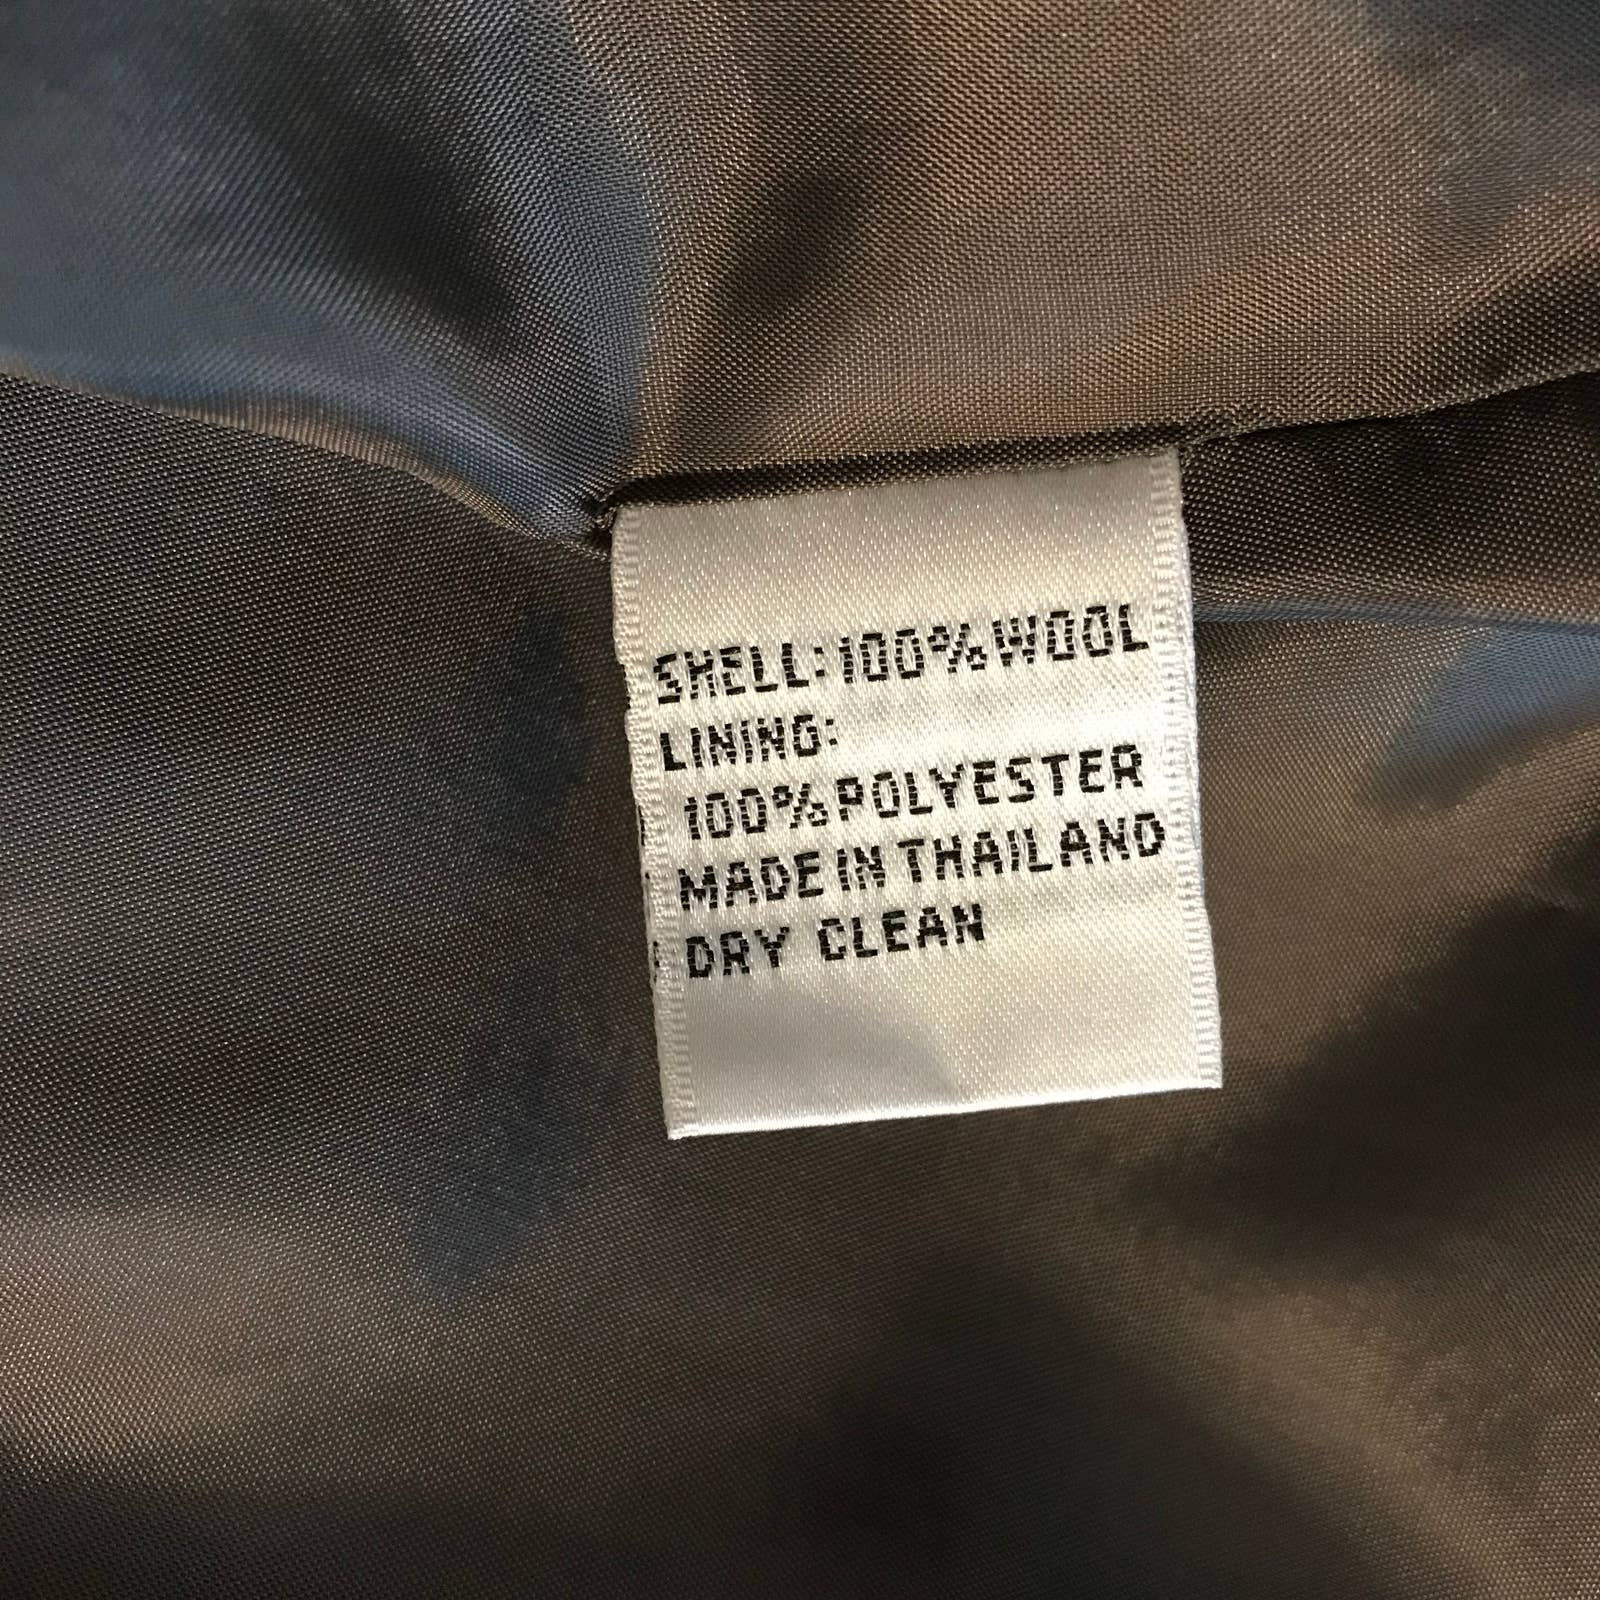 SHELL:100%WOOL
LINING:
100%POLYESTER
MADE IN THAILAND
DRY CLEAN